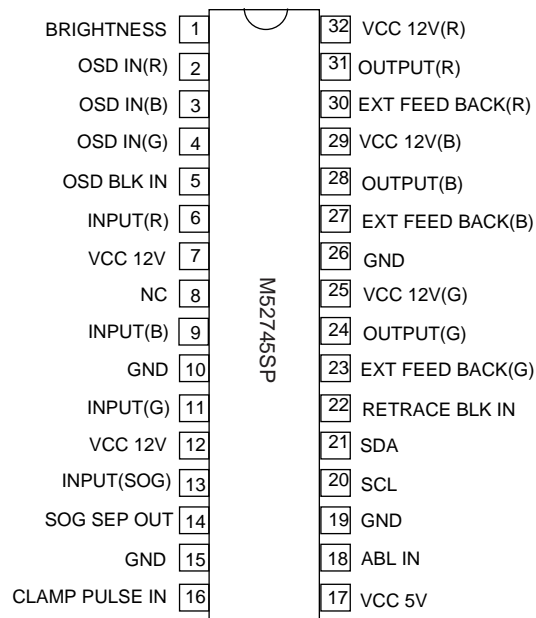 BRIGHTNESS 1 32 VCC 12V(R)
OSD IN(R) 2 31 OUTPUT(R)
OSD IN(B) 3 30 EXT FEED BACK(R)
OSD IN(G) 4 29 VCC 12V(B)
OSD BLK IN 5 28 OUTPUT(B)
INPUT(R) 6 27 EXT FEED BACK(B)
VCC 12V 7 26 GND
NC 8 25 VCC 12V(G)
M52745SP
INPUT(B) 9 24 OUTPUT(G)
GND 10 23 EXT FEED BACK(G)
INPUT(G) 11 22 RETRACE BLK IN
VCC 12V 12 21 SDA
INPUT(SOG) 13 20 SCL
SOG SEP OUT 14 19 GND
GND 15 18 ABL IN
CLAMP PULSE IN 16 17 VCC 5V